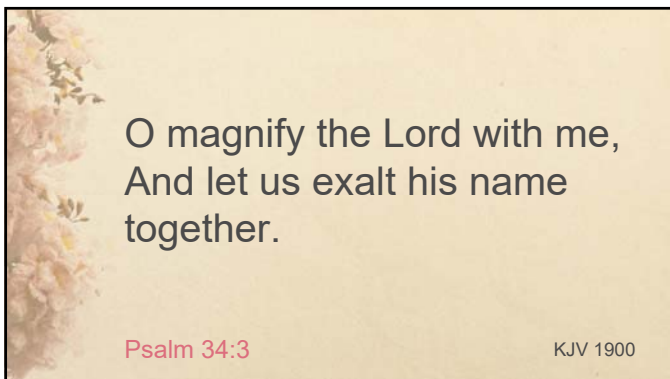 O magnify the Lord with me,
And let us exalt his name
together.
Psalm 34:3
KJV 1900